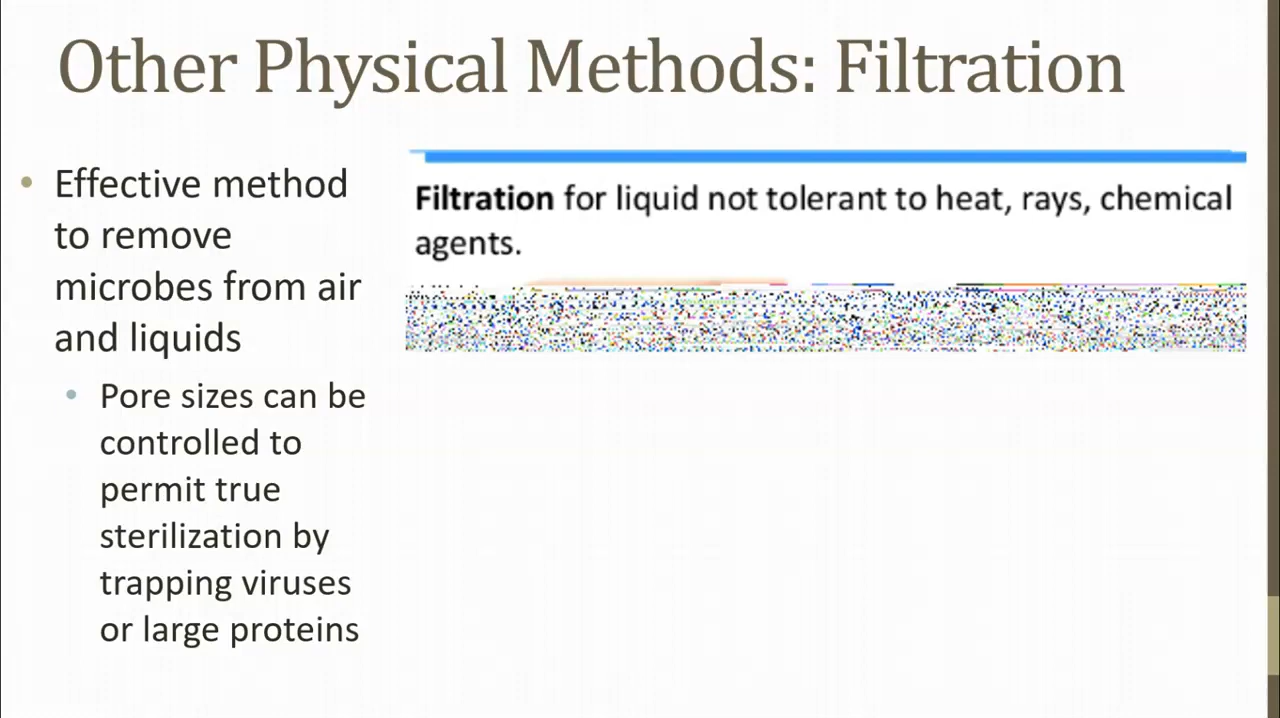 Other Physical Methods: Filtration
• Effective method
to remove
microbes from air
and liquids
• Pore sizes can be
controlled to
permit true
sterilization by
trapping viruses
or large proteins
Filtration for liquid not tolerant to heat, rays, chemical
agents.